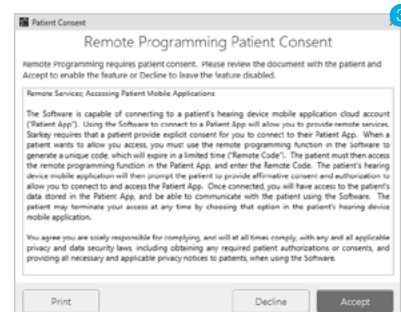 Patient Consent
3
Remote Programming Patient Consent
Remote Programming requires patient consent. Please review the document with the patient and
Accept to enable the feature or Decline to leave the feature disabled.
Remote Services; Accessing Patient Mobile Applications
The Software is capable of connecting to a patient's hearing device mobile application cloud account
("Patient App"). Using the Software to connect to a Patient App will allow you to provide remote services.
Starkey requires that a patient provide explicit consent for you to connect to their Patient App. When a
patient wants to allow you access, you must use the remote programming function in the Software to
generate a unique code, which will expire in a limited time ("Remote Code"). The patient must then access
the remote programming function in the Patient App, and enter the Remote Code. The patient's hearing
device mobile application will then prompt the patient to provide affirmative consent and authorization to
allow you to connect to and access the Patient App. Once connected, you will have access to the patient's
data stored in the Patient App, and be able to communicate with the patient using the Software. The
patient may terminate your access at any time by choosing that option in the patient's hearing device
mobile application.
You agree you are solely responsible for complying, and will at all times comply, with any and all applicable
privacy and data security laws, including obtaining any required patient authorizations or consents, and
providing all necessary and applicable privacy notices to patients, when using the Software.
Print
Decline
Accept